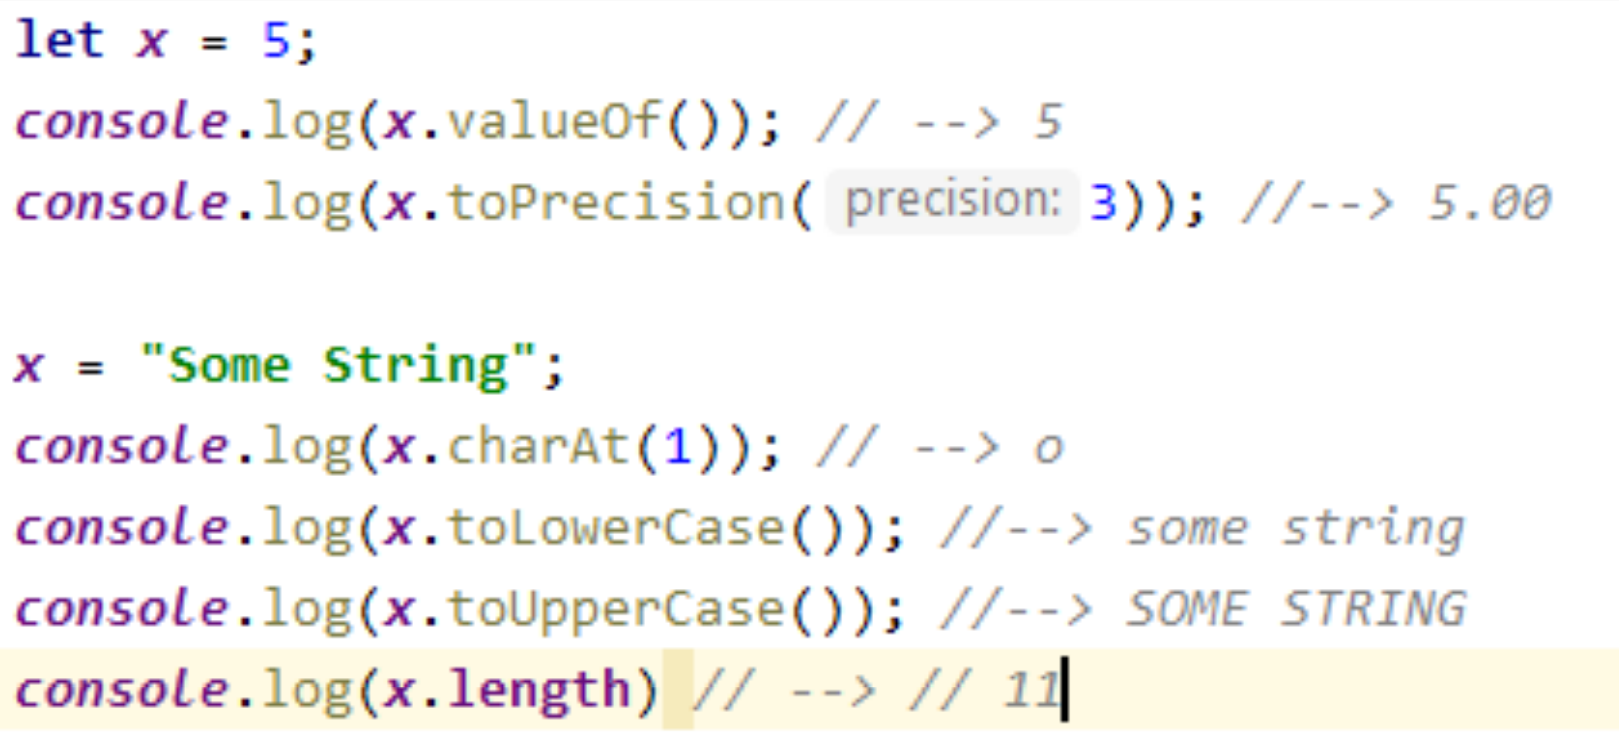 let x = 5;
console.log(x.valueOf()); // --> 5
console.log(x.toPrecision( precision: 3)); //--> 5.00
x = "Some String";
console.log(x.charAt(1)); // --> o
console.log(x.toLowerCase()); //--> some string
console.log(x.toUpperCase()); //--> SOME STRING
console.log(x.length) // --> // 11